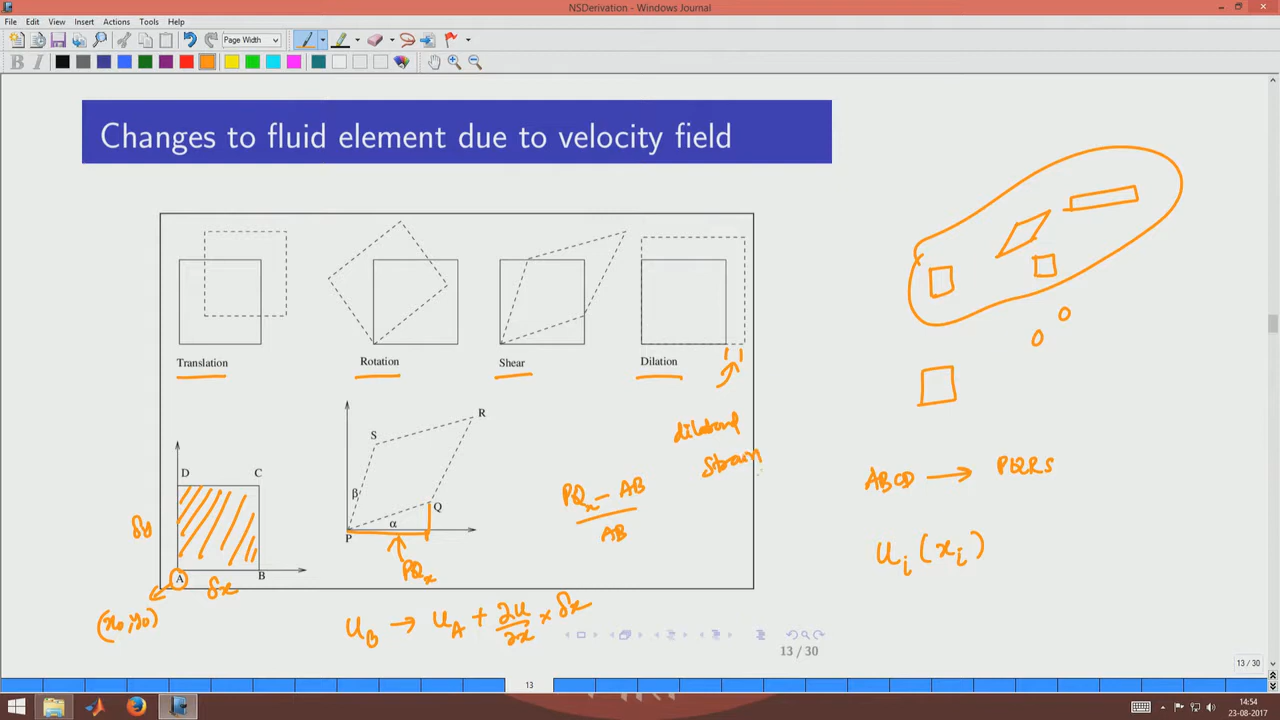 NSDerivation - Windows Journal
File Edit View Insert Actions Tools Help
Page Width
B I
Changes to fluid element due to velocity field
Translation Rotation Shear Dilation
D C
A B
δy
δx
(x₀, y₀)
S R
β
α
P Q
PQₓ
PQₓ - AB
AB
strain
ABCD → PQRS
uᵢ (xᵢ)
u_B → u_A + ∂u/∂x × δx
13 / 30
13 / 30
13
14:54
23-08-2017